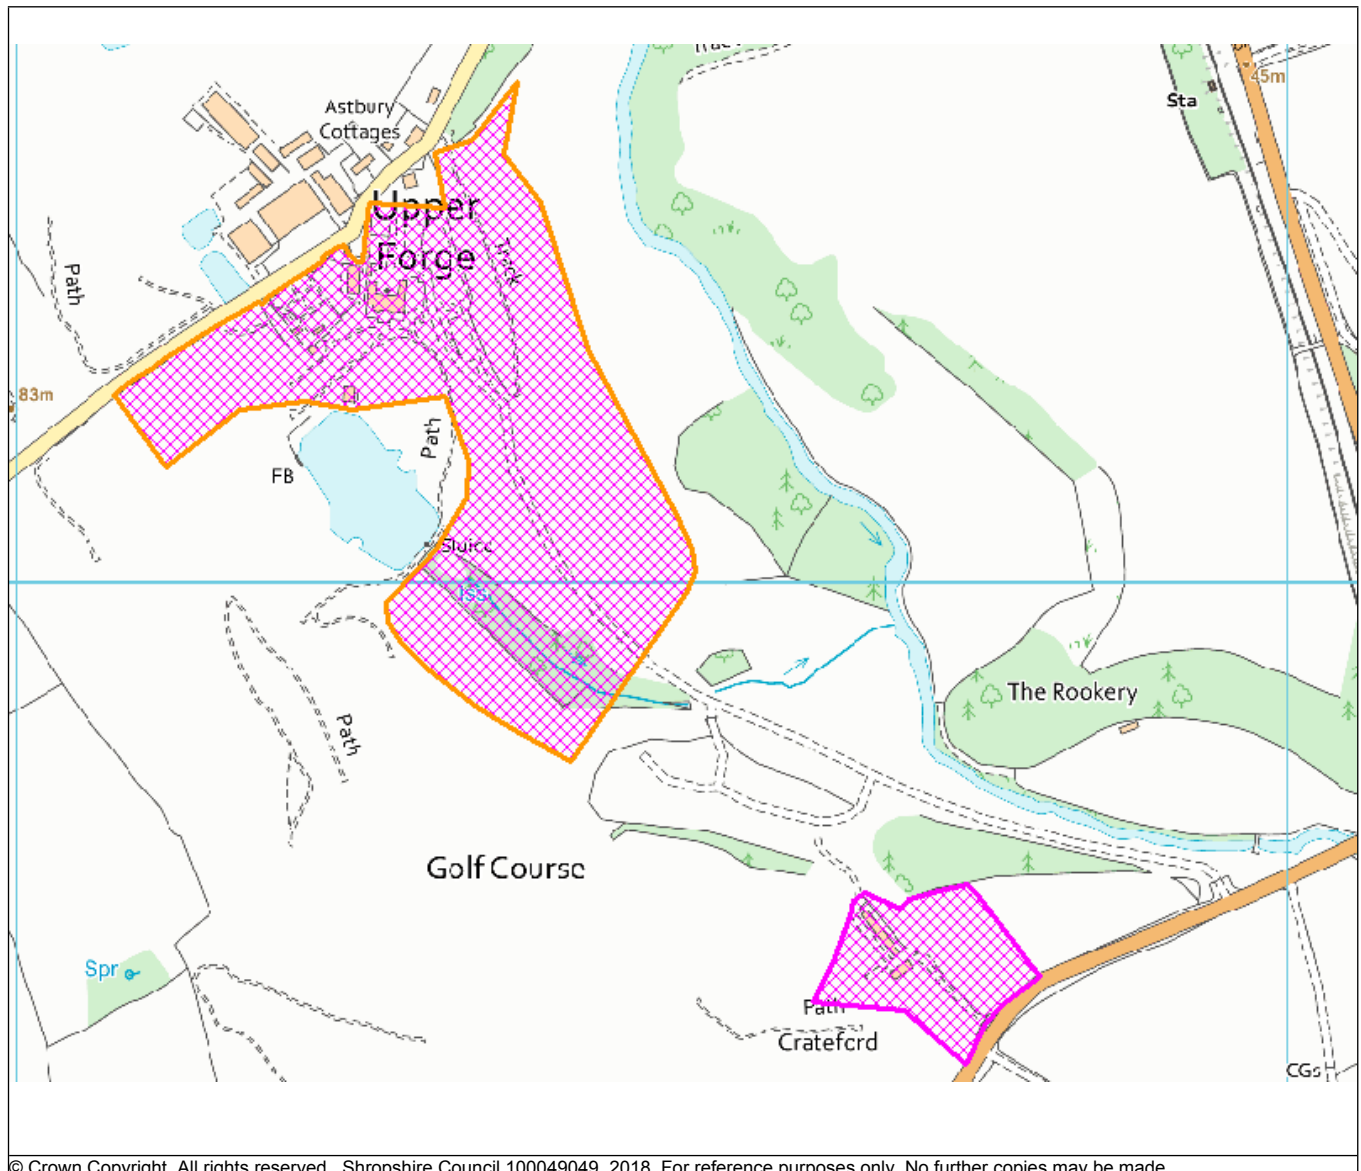 45m
Sta
Astbury
Cottages
Upper
Forge
Track
Path
83m
Path
FB
Sluice
Iss
The Rookery
Path
Golf Course
Spr
Path
Crateford
CGs
© Crown Copyright. All rights reserved. Shropshire Council 100049049. 2018. For reference purposes only. No further copies may be made.